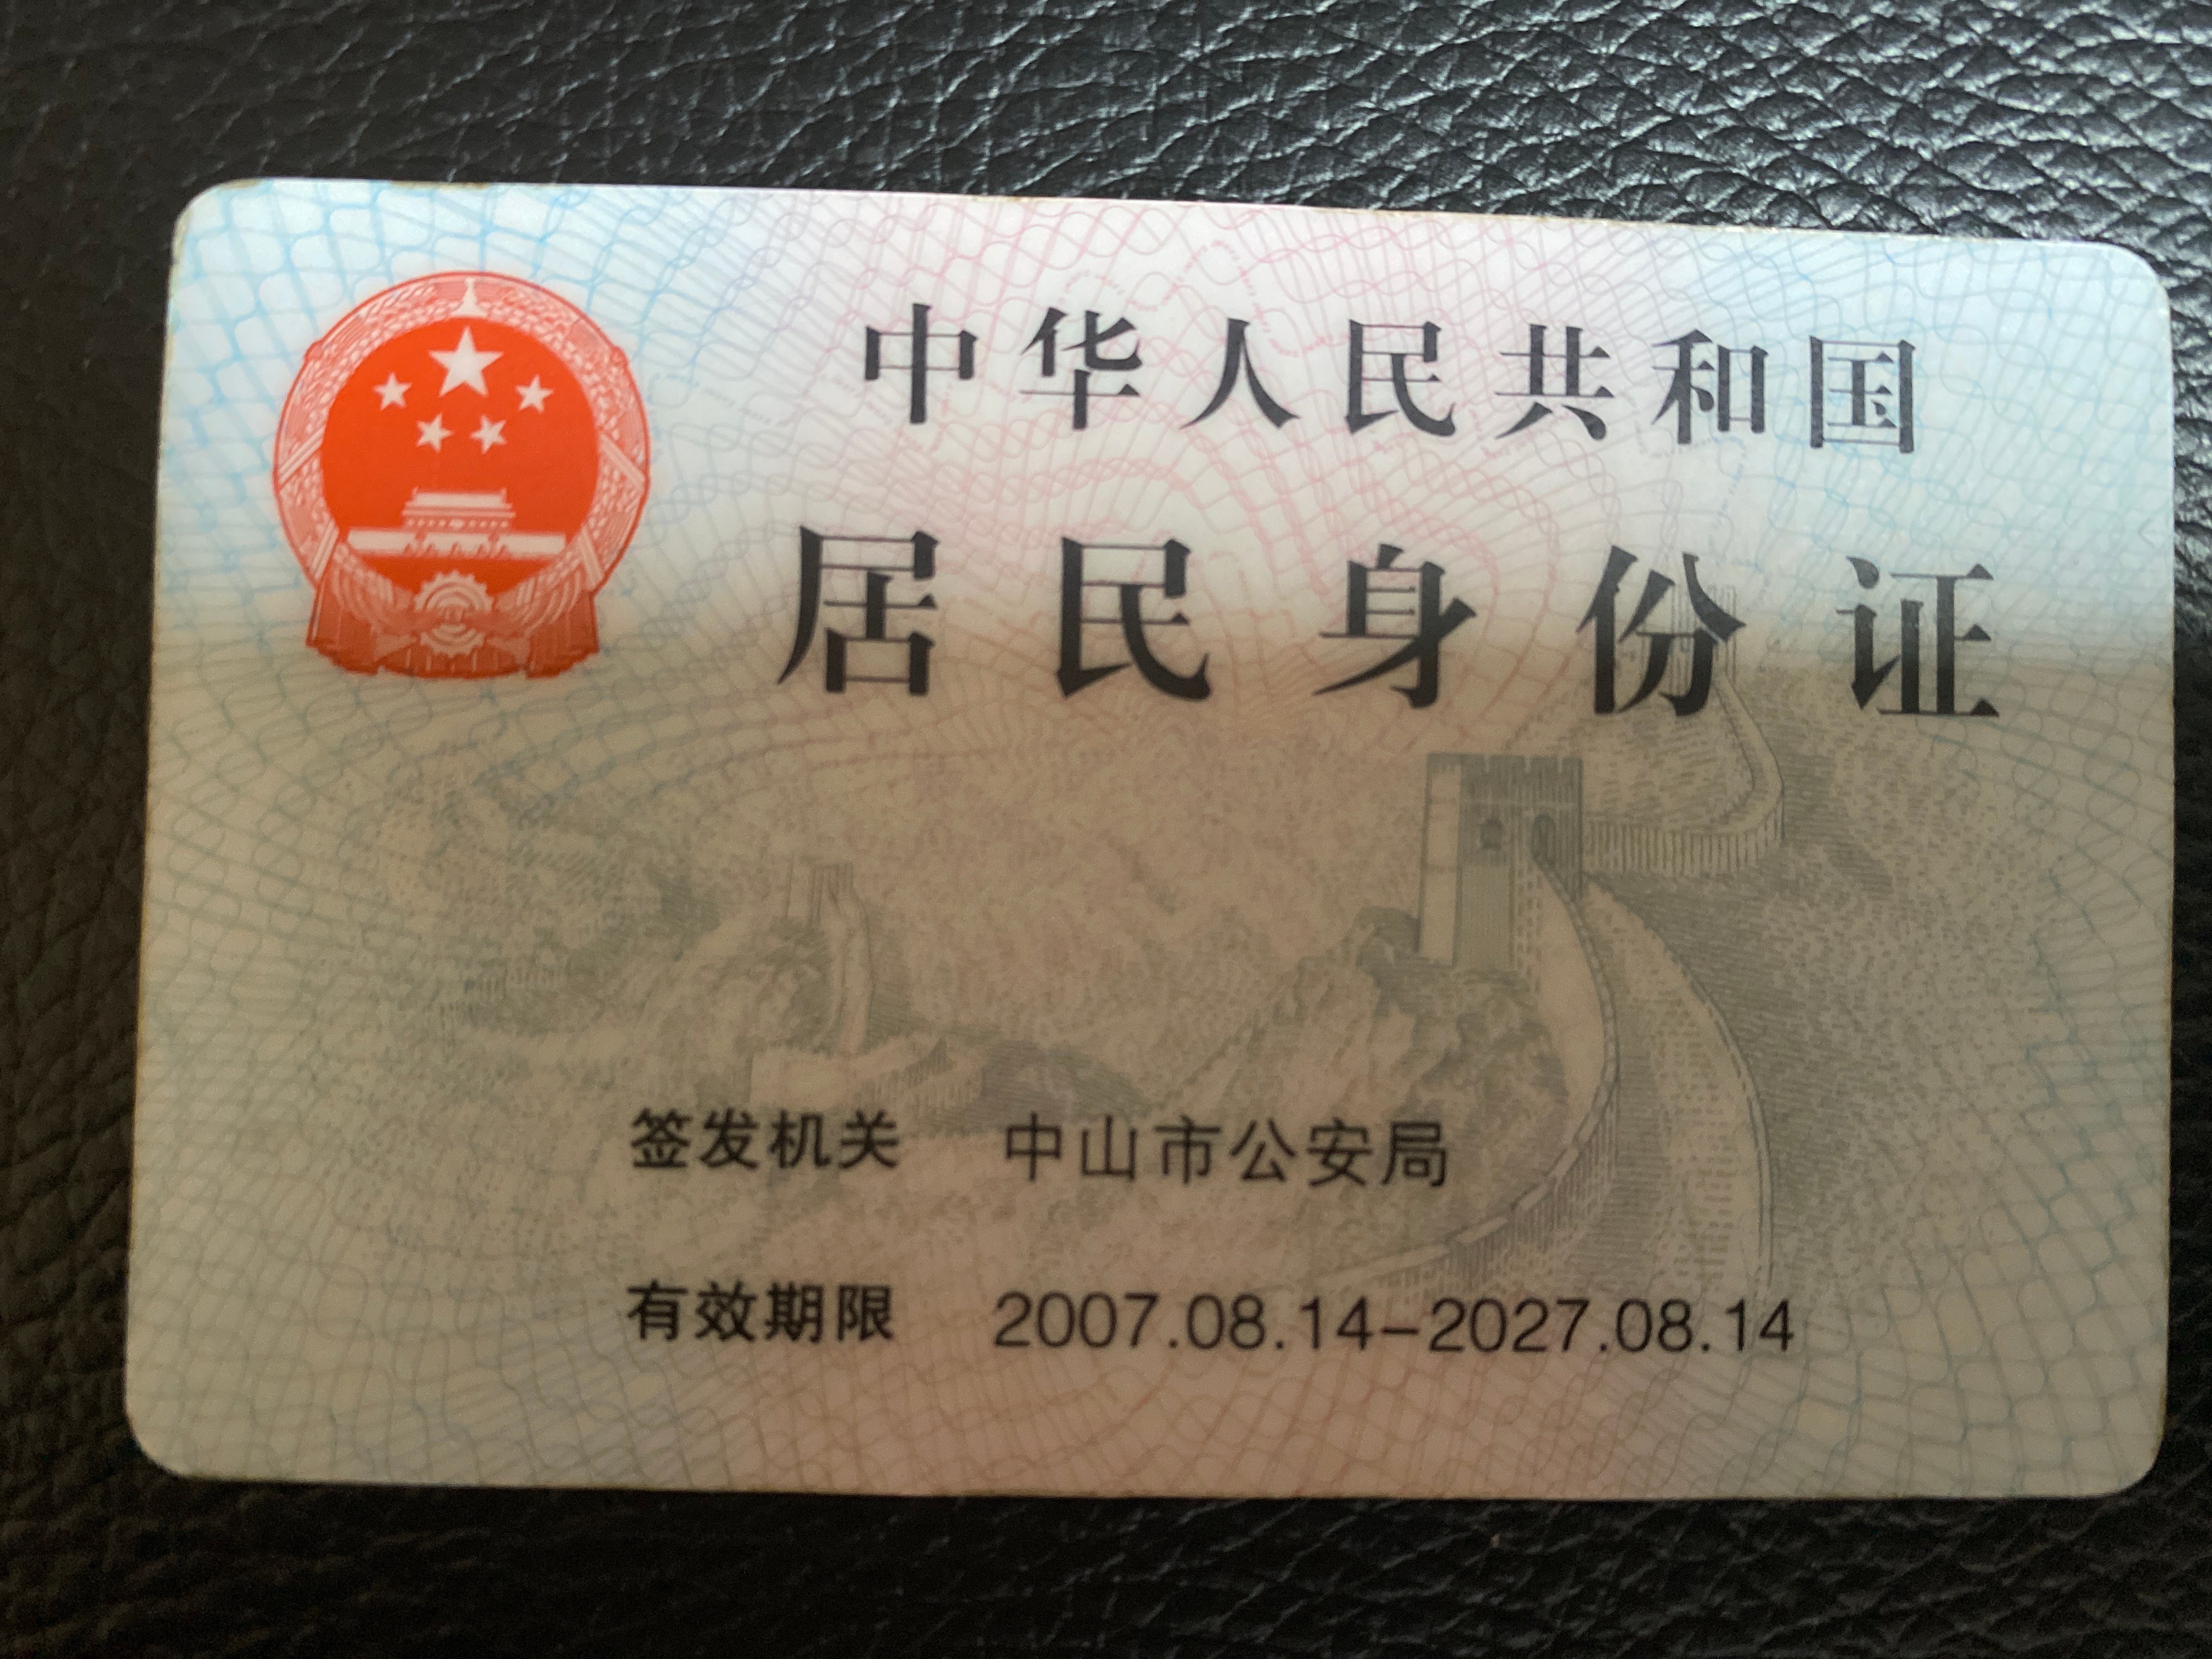 中华人民共和国
居民身份证
签发机关 中山市公安局
有效期限 2007.08.14-2027.08.14